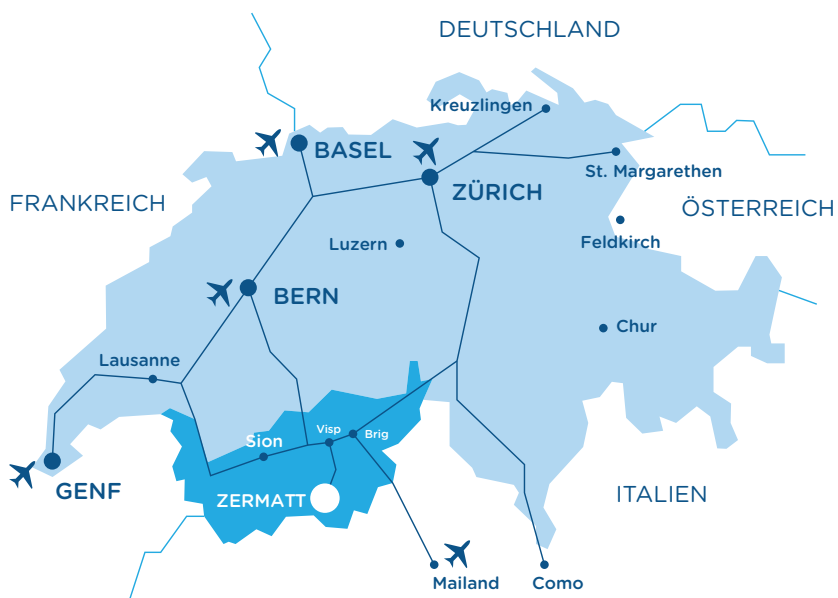 DEUTSCHLAND
Kreuzlingen
BASEL
St. Margarethen
ZÜRICH
FRANKREICH
ÖSTERREICH
Feldkirch
Luzern
BERN
Chur
Lausanne
Visp
Brig
Sion
GENF
ZERMATT
ITALIEN
Mailand
Como